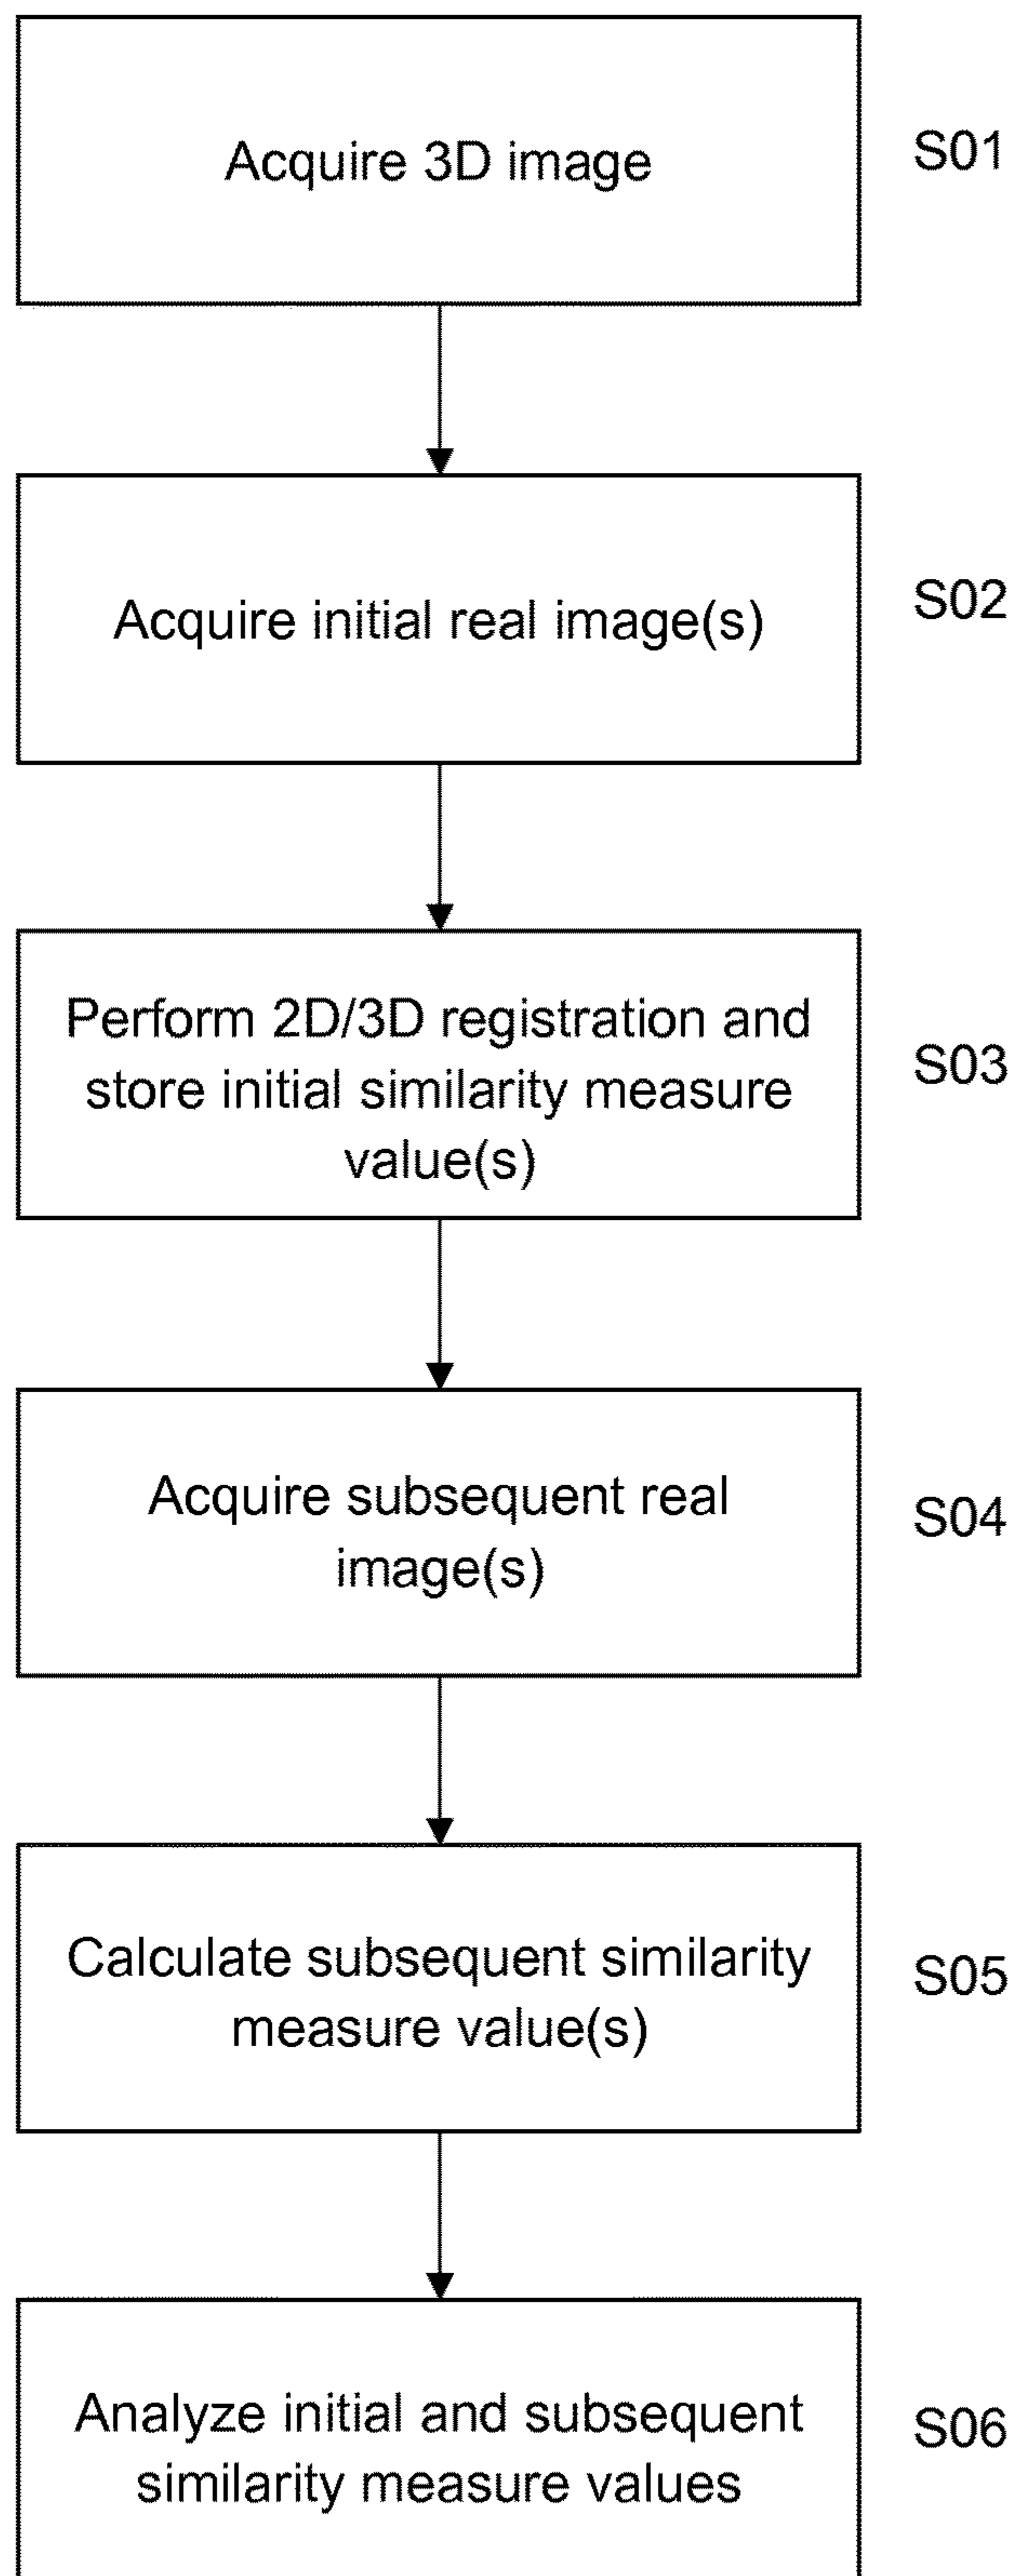 Acquire 3D image
S01
Acquire initial real image(s)
S02
Perform 2D/3D registration and
store initial similarity measure
value(s)
S03
Acquire subsequent real
image(s)
S04
Calculate subsequent similarity
measure value(s)
S05
Analyze initial and subsequent
similarity measure values
S06